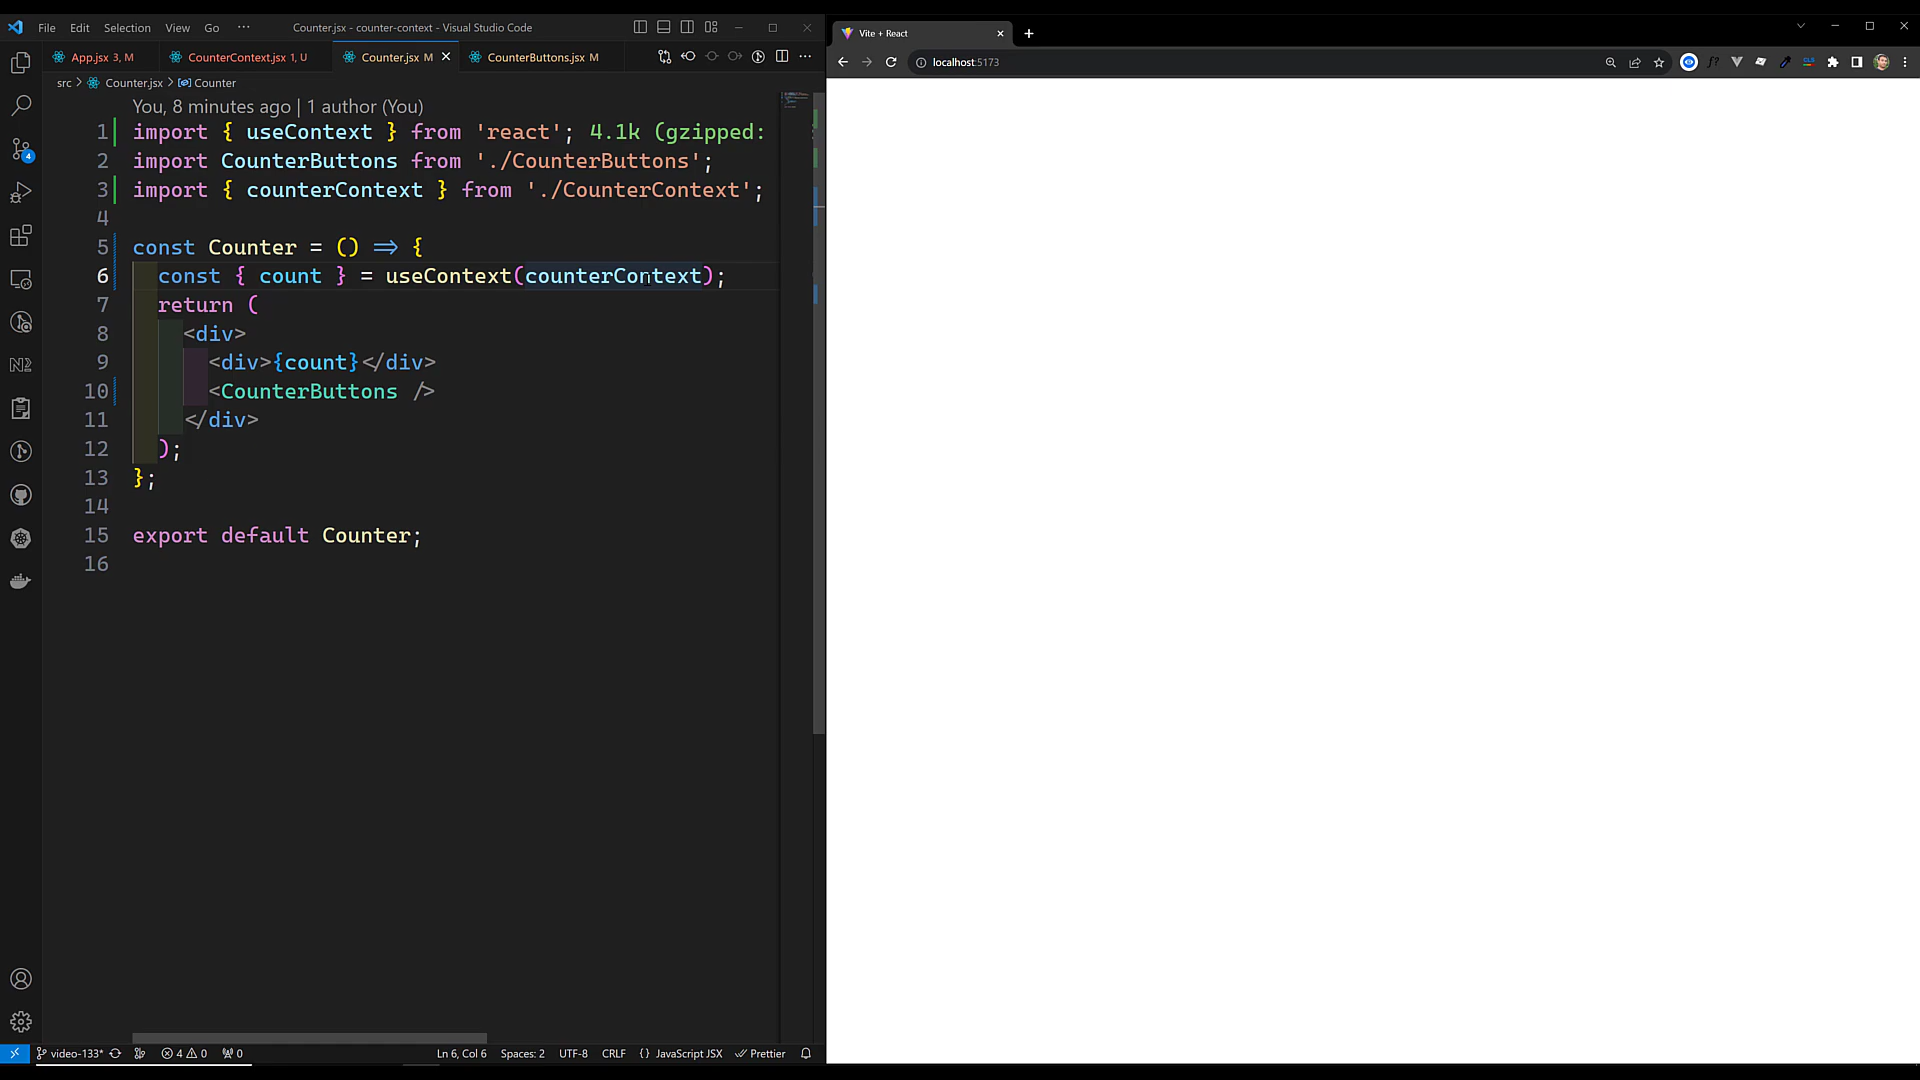 File Edit Selection View Go ··· Counter.jsx - counter-context - Visual Studio Code
App.jsx 3, M CounterContext.jsx 1, U Counter.jsx M CounterButtons.jsx M
src > Counter.jsx > Counter
You, 8 minutes ago | 1 author (You)
1 import { useContext } from 'react'; 4.1k (gzipped:
2 import CounterButtons from './CounterButtons';
3 import { counterContext } from './CounterContext';
4
5 const Counter = () => {
6 const { count } = useContext(counterContext);
7 return (
8 <div>
9 <div>{count}</div>
10 <CounterButtons />
11 </div>
12 );
13 };
14
15 export default Counter;
16
4
N2
video-133* 4 0 0 Ln 6, Col 6 Spaces: 2 UTF-8 CRLF {} JavaScript JSX Prettier
Vite + React
localhost:5173
f?
CLS